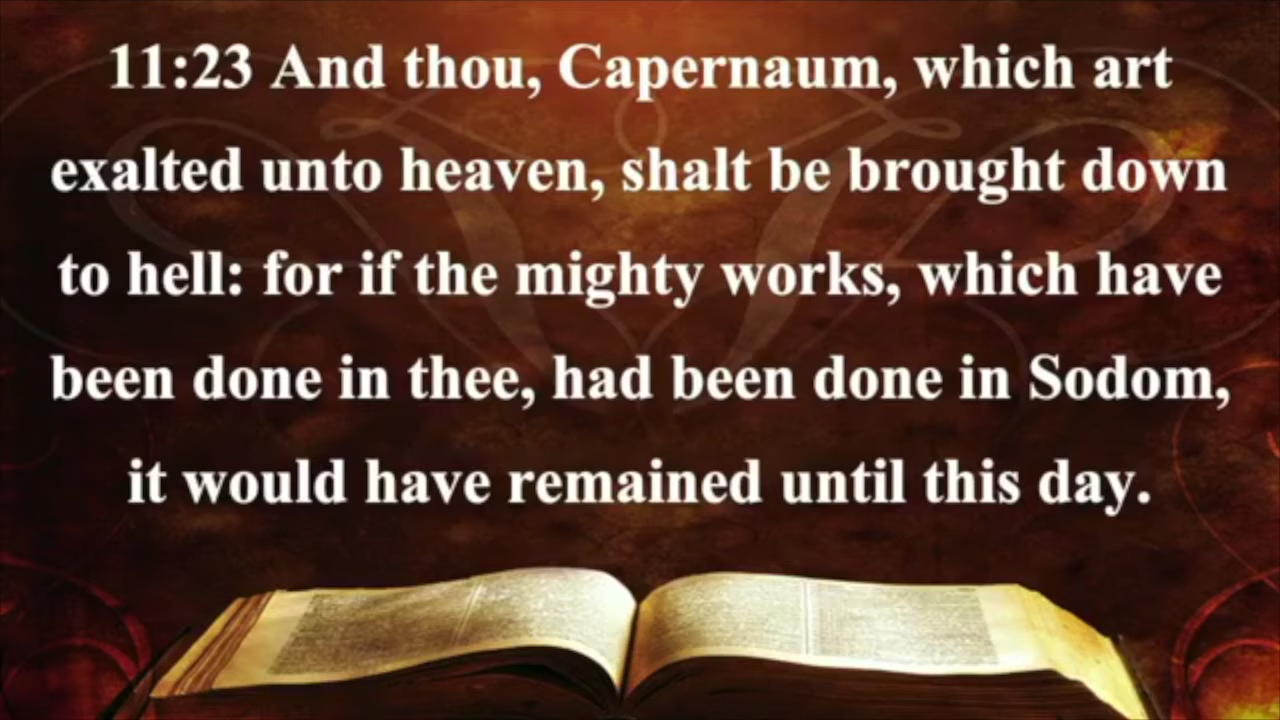 11:23 And thou, Capernaum, which art
exalted unto heaven, shalt be brought down
to hell: for if the mighty works, which have
been done in thee, had been done in Sodom,
it would have remained until this day.